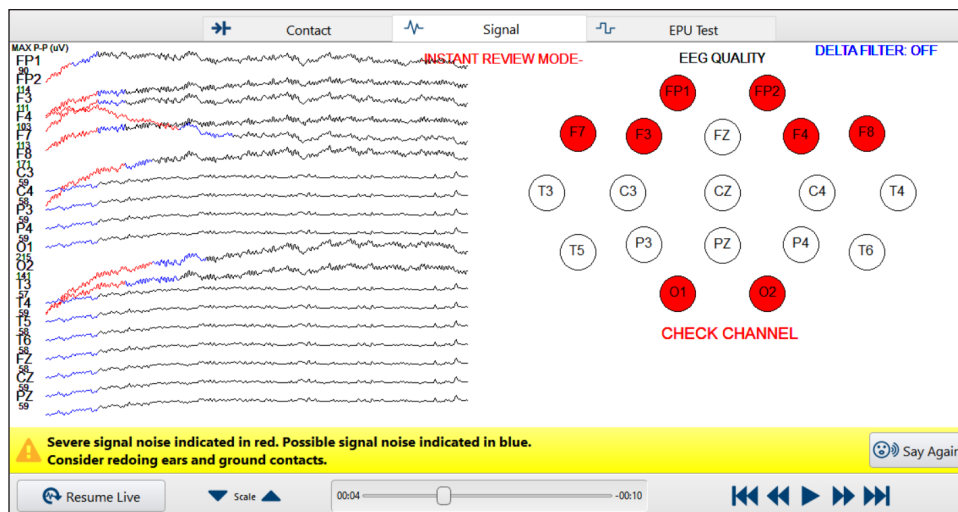 Contact
Signal
EPU Test
MAX P-P (uV)
INSTANT REVIEW MODE-
EEG QUALITY
DELTA FILTER: OFF
FP1
90
FP2
114
F3
111
F4
103
F7
113
F8
171
C3
59
C4
58
P3
59
P4
59
O1
215
O2
141
T3
57
T4
59
T5
58
T6
58
FZ
58
CZ
59
PZ
59
FP1 FP2
F7 F3 FZ F4 F8
T3 C3 CZ C4 T4
T5 P3 PZ P4 T6
O1 O2
CHECK CHANNEL
Severe signal noise indicated in red. Possible signal noise indicated in blue.
Consider redoing ears and ground contacts.
Say Again
Resume Live
Scale
00:04
-00:10